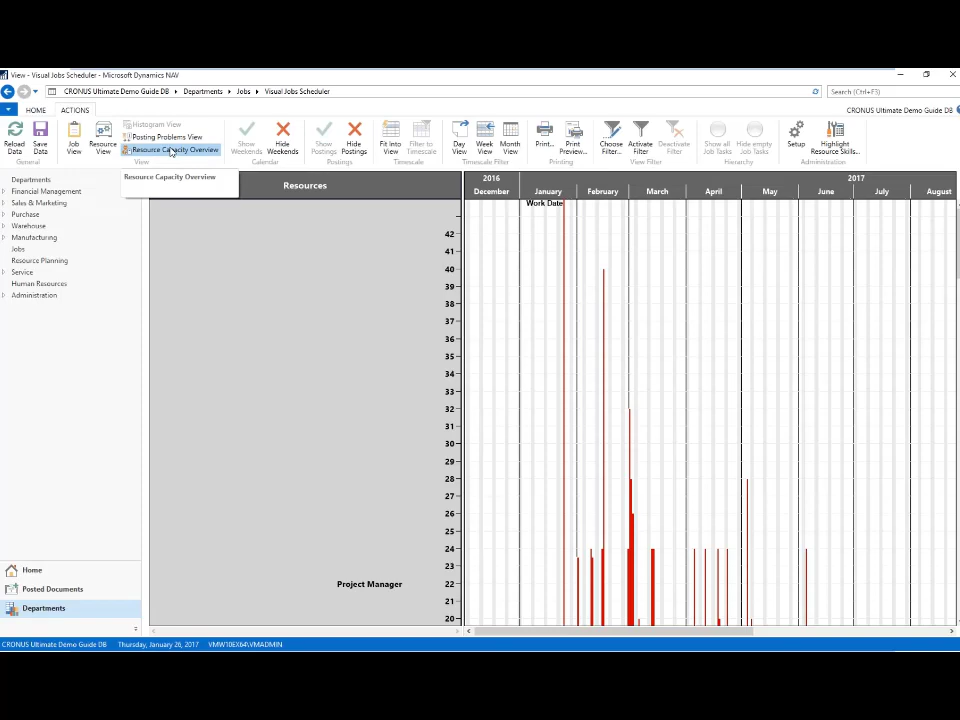 View - Visual Jobs Scheduler - Microsoft Dynamics NAV
CRONUS Ultimate Demo Guide DB Departments Jobs Visual Jobs Scheduler
Search (Ctrl+F3)
HOME ACTIONS
CRONUS Ultimate Demo Guide DB
Reload Data
Save Data
General
Job View
Resource View
Histogram View
Posting Problems View
Resource Capacity Overview
View
Show Weekends
Hide Weekends
Calendar
Show Postings
Hide Postings
Postings
Fit Into View
Filter to Timescale
Timescale
Day View
Week View
Month View
Timescale Filter
Print...
Print Preview...
Printing
Choose Filter...
Activate Filter
Deactivate Filter
View Filter
Show all Job Tasks
Hide empty Job Tasks
Hierarchy
Setup
Highlight Resource Skills...
Administration
Resource Capacity Overview
Departments
Financial Management
Sales & Marketing
Purchase
Warehouse
Manufacturing
Jobs
Resource Planning
Service
Human Resources
Administration
Home
Posted Documents
Departments
Resources
2016 2017
December January February March April May June July August
Work Date
42
41
40
39
38
37
36
35
34
33
32
31
30
29
28
27
26
25
24
23
22
21
20
Project Manager
CRONUS Ultimate Demo Guide DB Thursday, January 26, 2017 VMW10EX64\VMADMIN